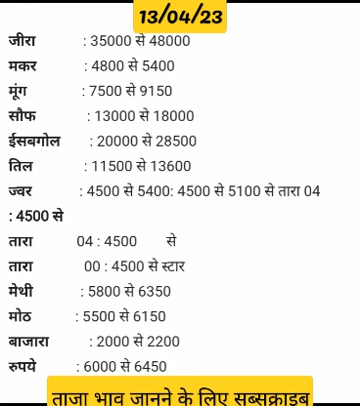 13/04/23
जीरा : 35000 से 48000
मकर : 4800 से 5400
मूंग : 7500 से 9150
सौफ : 13000 से 18000
ईसबगोल : 20000 से 28500
तिल : 11500 से 13600
ज्वर : 4500 से 5400: 4500 से 5100 से तारा 04
: 4500 से
तारा 04 : 4500 से
तारा 00 : 4500 से स्टार
मेथी : 5800 से 6350
मोठ : 5500 से 6150
बाजारा : 2000 से 2200
रुपये : 6000 से 6450
ताजा भाव जानने के लिए सब्सक्राइब